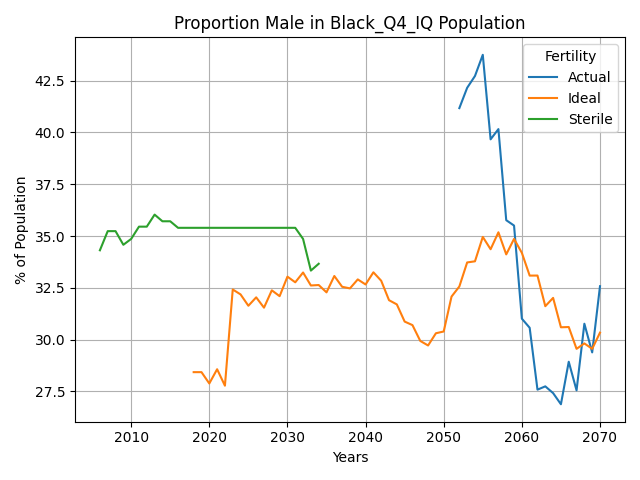 Proportion Male in Black_Q4_IQ Population
% of Population
42.5
40.0
37.5
35.0
32.5
30.0
27.5
Fertility
Actual
Ideal
Sterile
2010
2020
2030
2040
2050
2060
2070
Years